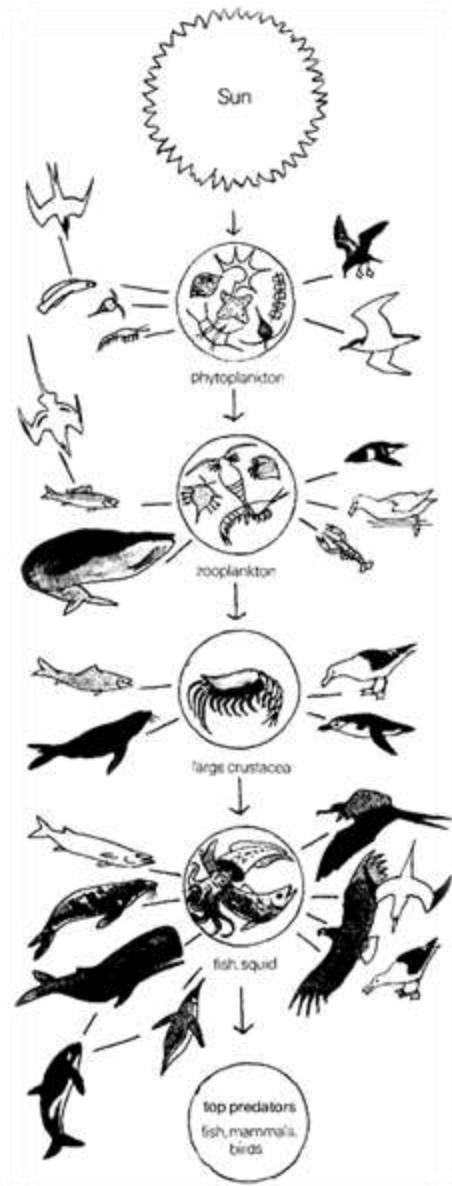 Sun
phytoplankton
zooplankton
large crustacea
fish, squid
top predators
fish, mammals,
birds